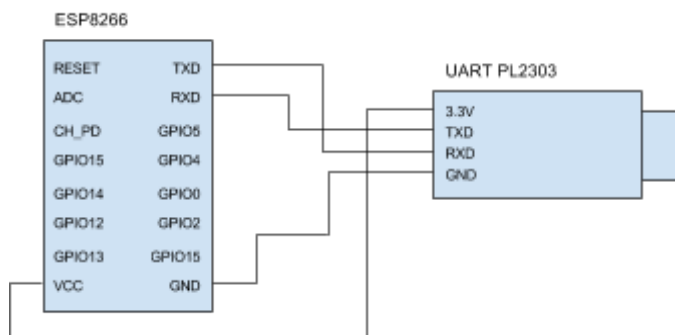 ESP8266
RESET TXD
ADC RXD
CH_PD GPIO5
GPIO15 GPIO4
GPIO14 GPIO0
GPIO12 GPIO2
GPIO13 GPIO15
VCC GND
UART PL2303
3.3V
TXD
RXD
GND